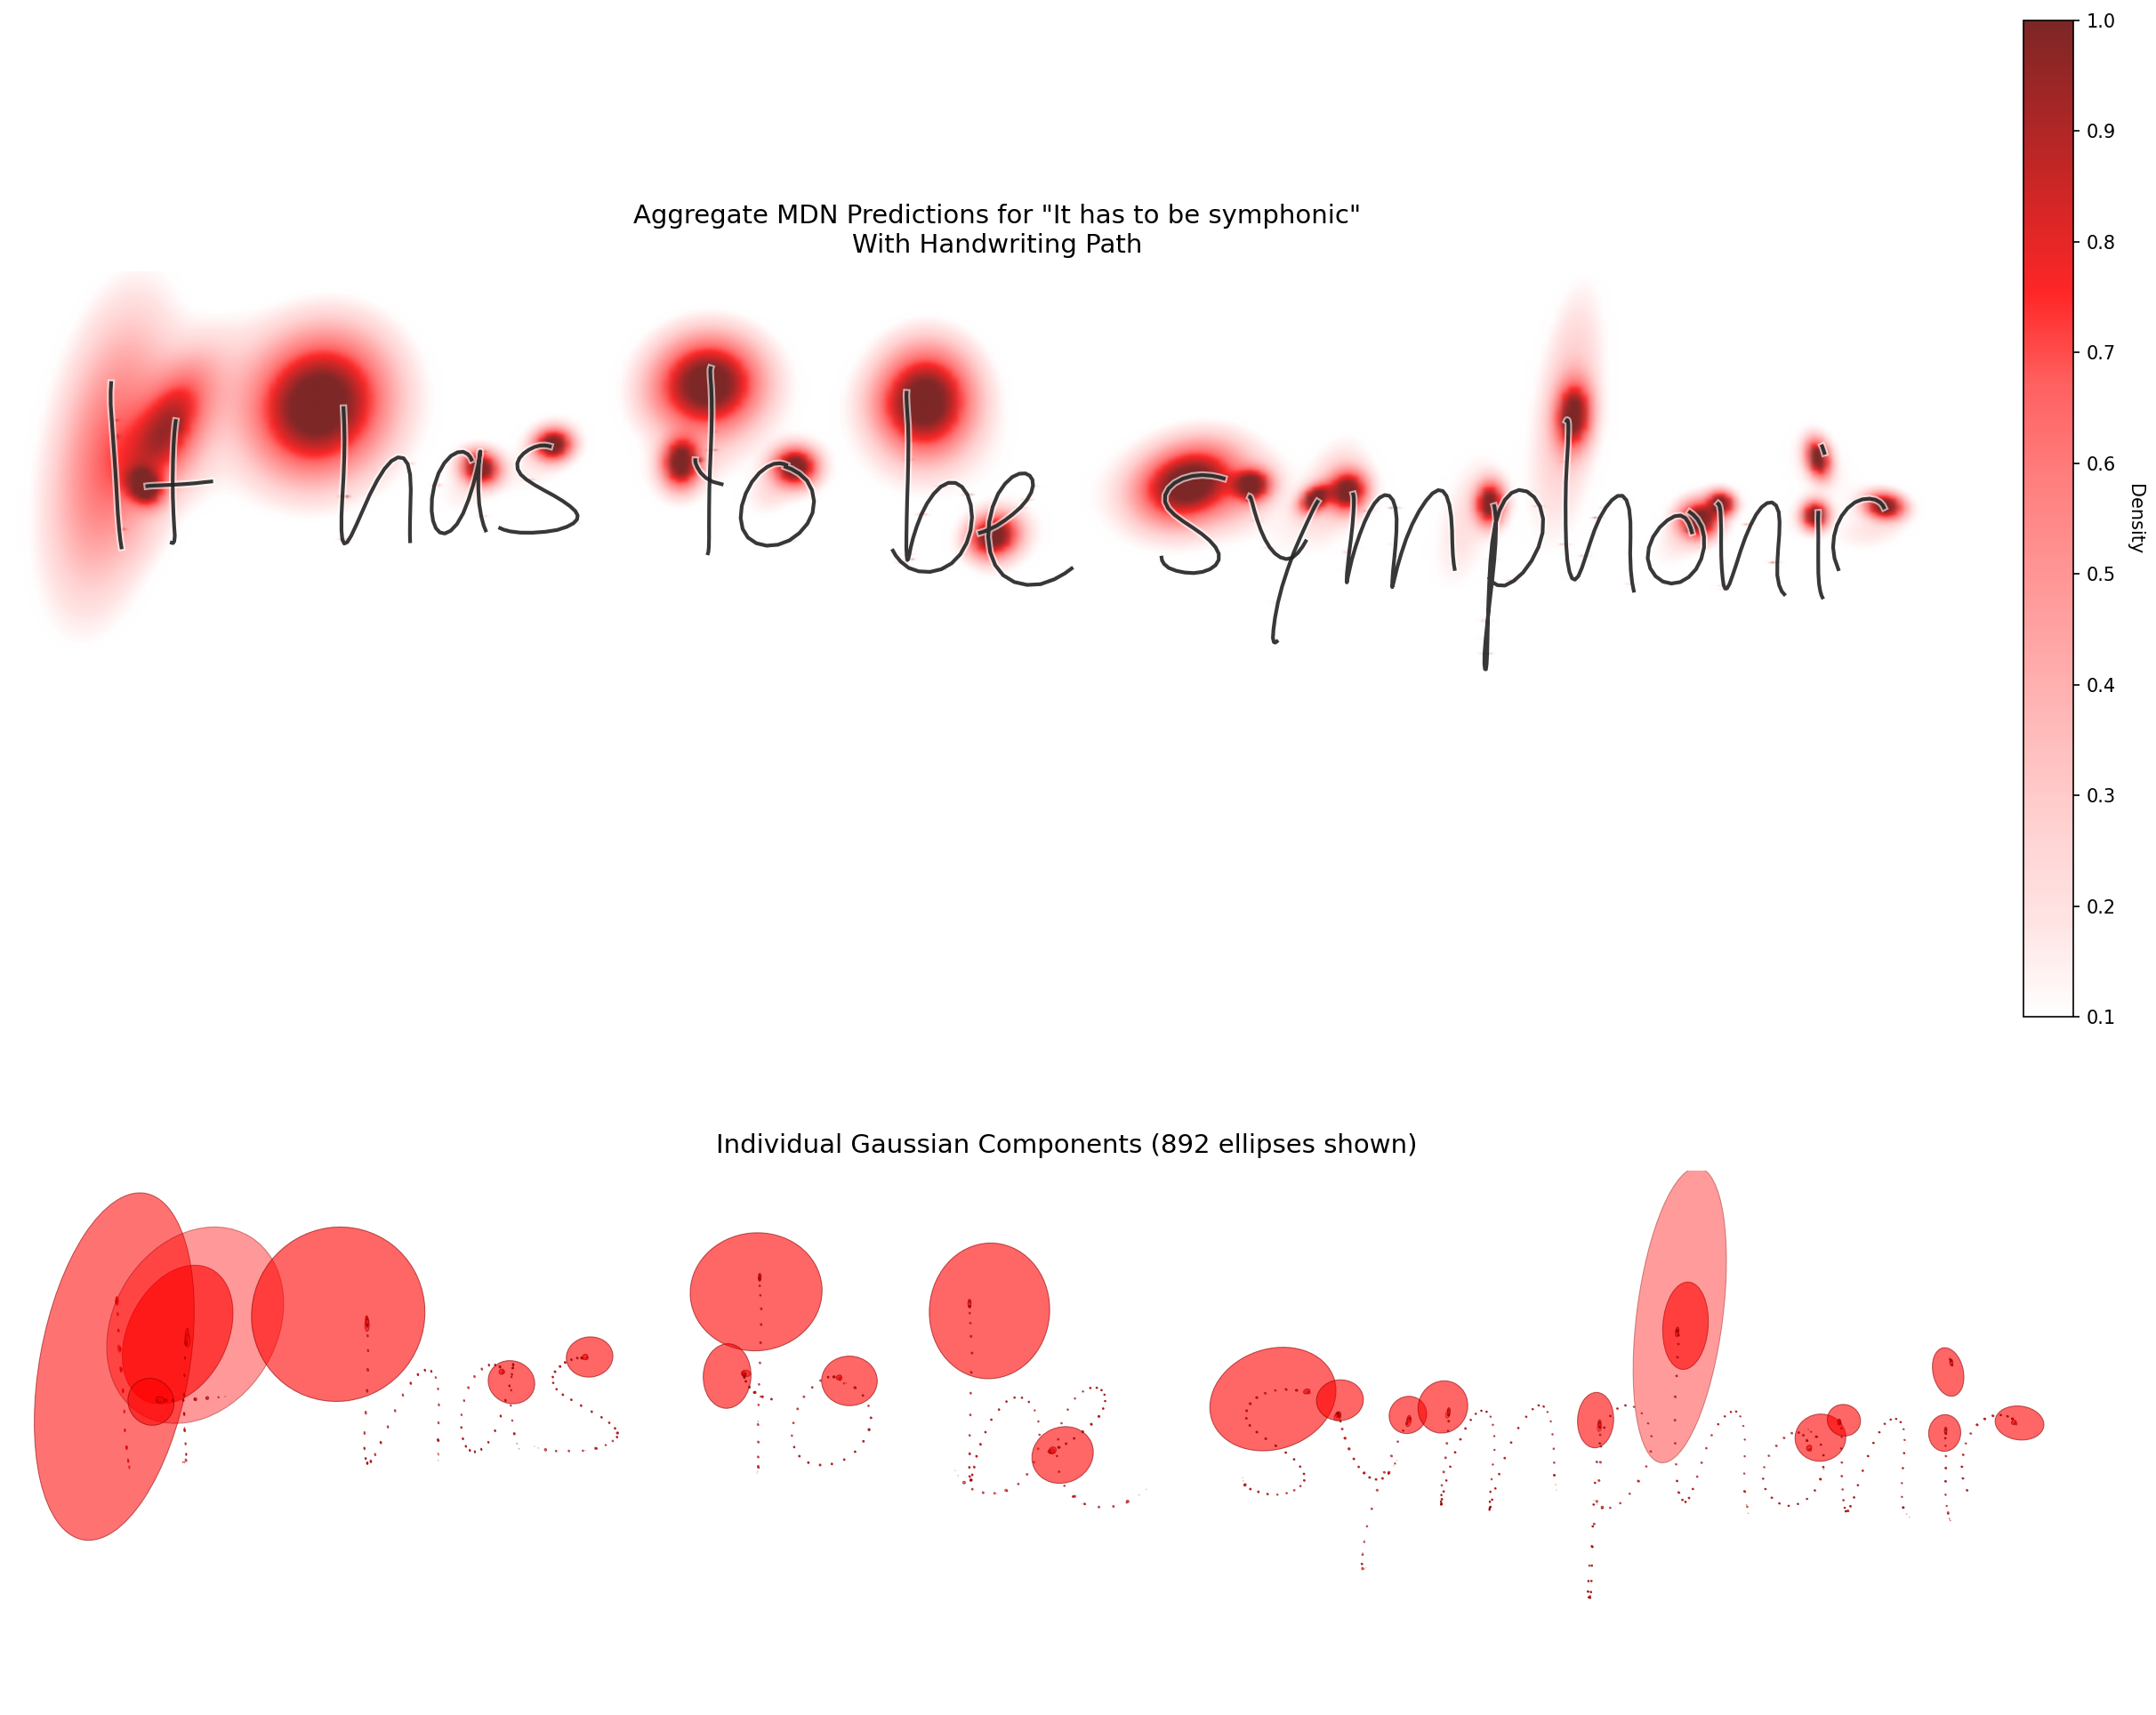 Aggregate MDN Predictions for "It has to be symphonic"
With Handwriting Path
It has to be symphonir
1.0
0.9
0.8
0.7
0.6
0.5
0.4
0.3
0.2
0.1
Density
Individual Gaussian Components (892 ellipses shown)